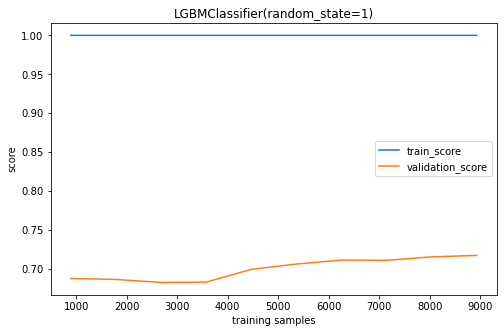 LGBMClassifier(random_state=1)
1.00
0.95
0.90
0.85
0.80
0.75
0.70
score
train_score
validation_score
1000 2000 3000 4000 5000 6000 7000 8000 9000
training samples